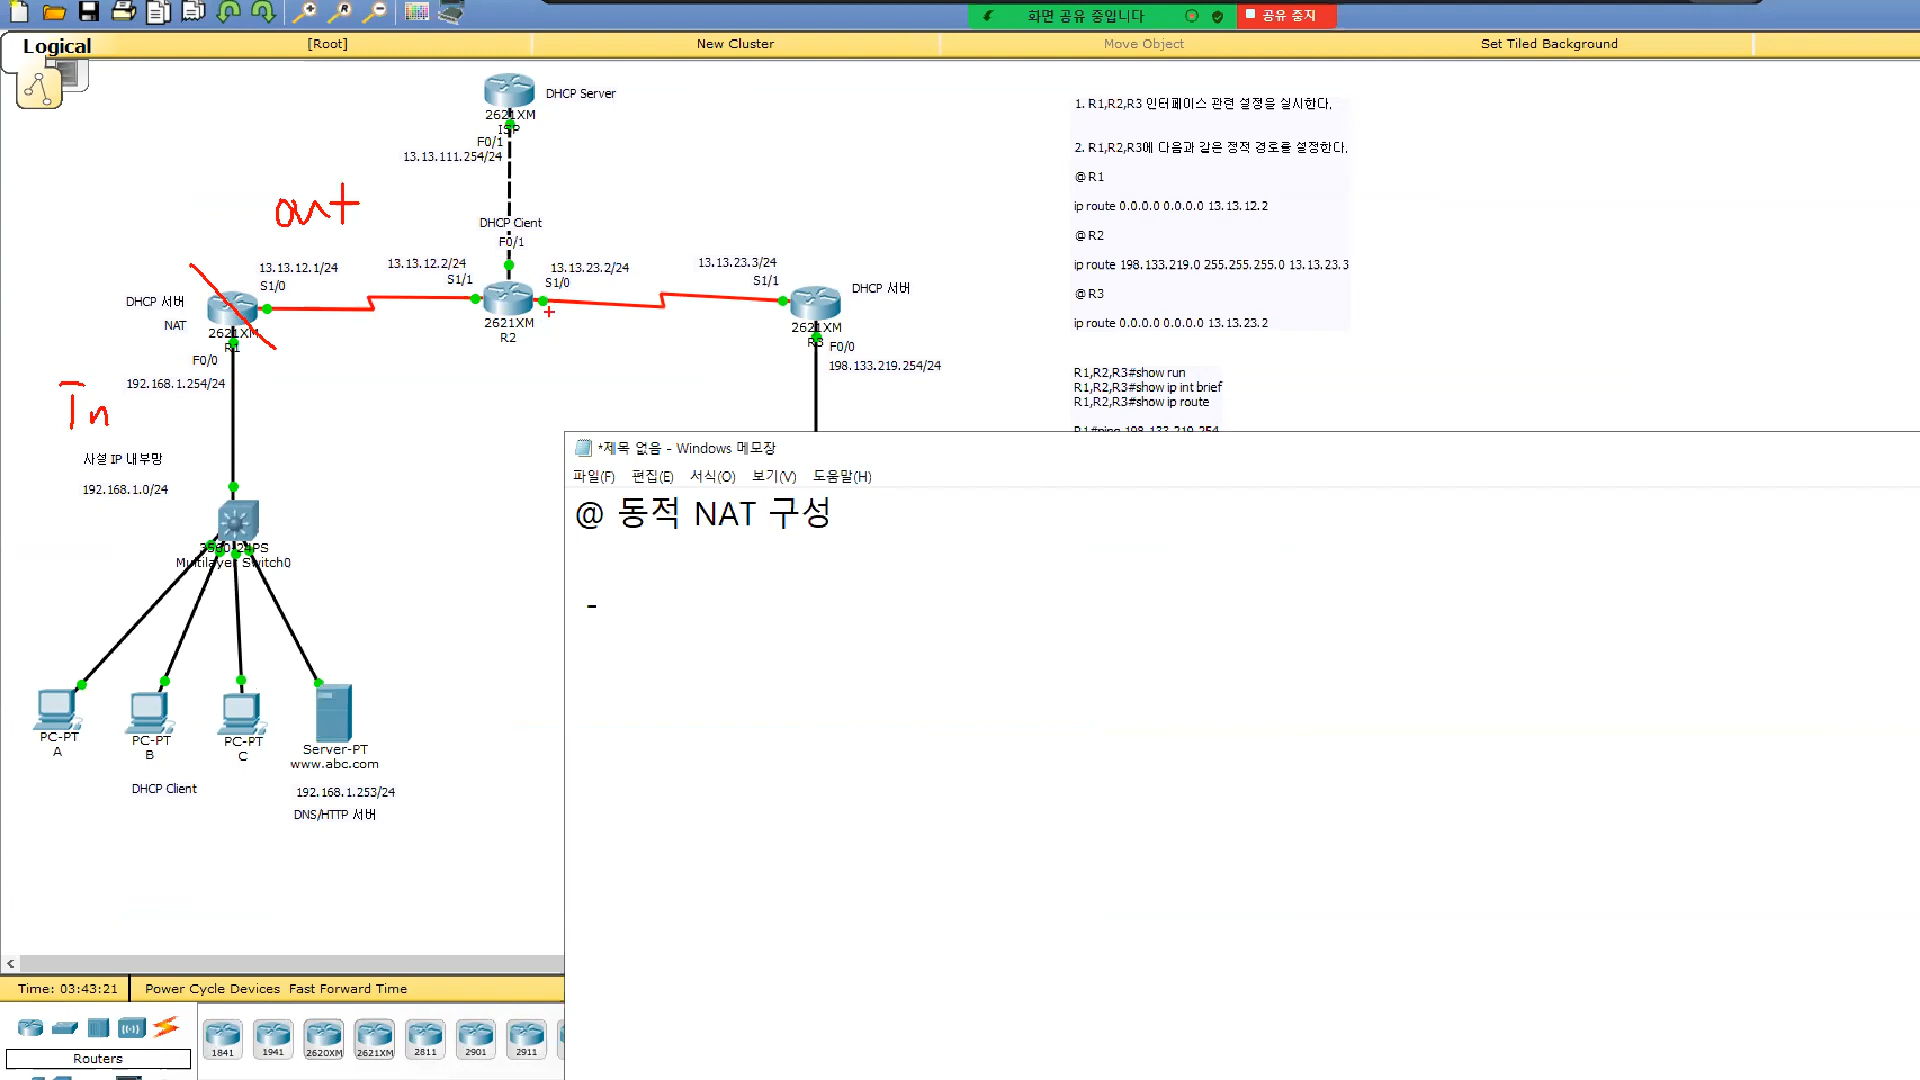 화면 공유 중입니다
공유 중지
Logical
[Root]
New Cluster
Move Object
Set Tiled Background
DHCP Server
2621XM
ISP
F0/1
13.13.111.254/24
out
DHCP Cient
F0/1
13.13.12.1/24
S1/0
13.13.12.2/24
S1/1
13.13.23.2/24
S1/0
13.13.23.3/24
S1/1
DHCP 서버
NAT
2621XM
R1
2621XM
R2
DHCP 서버
2621XM
R3
F0/0
192.168.1.254/24
F0/0
198.133.219.254/24
In
사설 IP 내부망
192.168.1.0/24
3560-24PS
Multilayer Switch0
PC-PT
A
PC-PT
B
PC-PT
C
Server-PT
www.abc.com
DHCP Client
192.168.1.253/24
DNS/HTTP 서버
1. R1,R2,R3 인터페이스 관련 설정을 실시한다.
2. R1,R2,R3에 다음과 같은 정적 경로를 설정한다.
@R1
ip route 0.0.0.0 0.0.0.0 13.13.12.2
@R2
ip route 198.133.219.0 255.255.255.0 13.13.23.3
@R3
ip route 0.0.0.0 0.0.0.0 13.13.23.2
R1,R2,R3#show run
R1,R2,R3#show ip int brief
R1,R2,R3#show ip route
R1#ping 198.133.219.254
*제목 없음 - Windows 메모장
파일(F) 편집(E) 서식(O) 보기(V) 도움말(H)
@ 동적 NAT 구성
-
Time: 03:43:21
Power Cycle Devices Fast Forward Time
Routers
1841
1941
2620XM
2621XM
2811
2901
2911